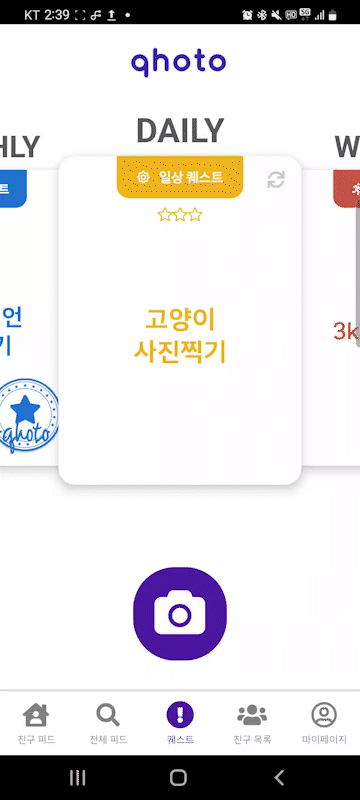 KT 2:39
qhoto
HLY
DAILY
W
트
일상 퀘스트
언
기
고양이
사진찍기
3k
qhoto
친구 피드
전체 피드
퀘스트
친구 목록
마이페이지